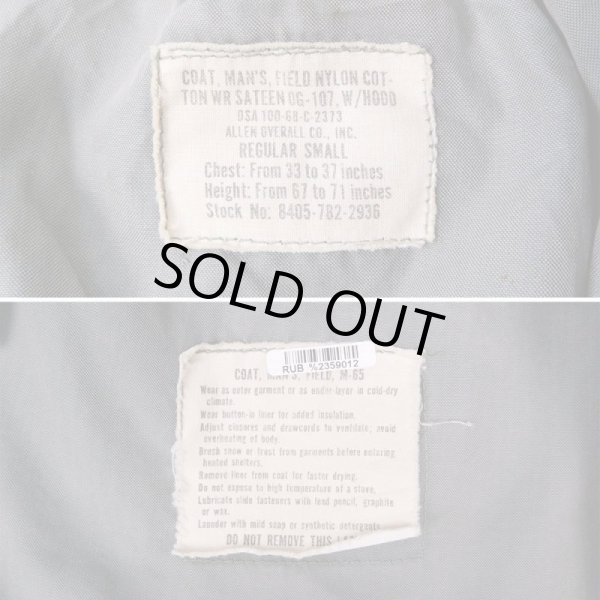 COAT, MAN'S, FIELD NYLON COT-
TON WR SATEEN OG-107, W/HOOD
DSA 100-68-C-2373
ALLEN OVERALL CO., INC.
REGULAR SMALL
Chest: From 33 to 37 inches
Height: From 67 to 71 inches
Stock No: 8405-782-2936
SOLD OUT
RUB %2359012
COAT, MAN'S, FIELD, M-65
Wear as outer garment or as under-layer in cold-dry
climate.
Wear button-in liner for added insulation.
Adjust closures and drawcords to ventilate; avoid
overheating of body.
Brush snow or frost from garments before entering
heated shelters.
Remove liner from coat for faster drying.
Do not expose to high temperature of a stove.
Lubricate slide fasteners with lead pencil, graphite
or wax.
Launder with mild soap or synthetic detergents.
DO NOT REMOVE THIS